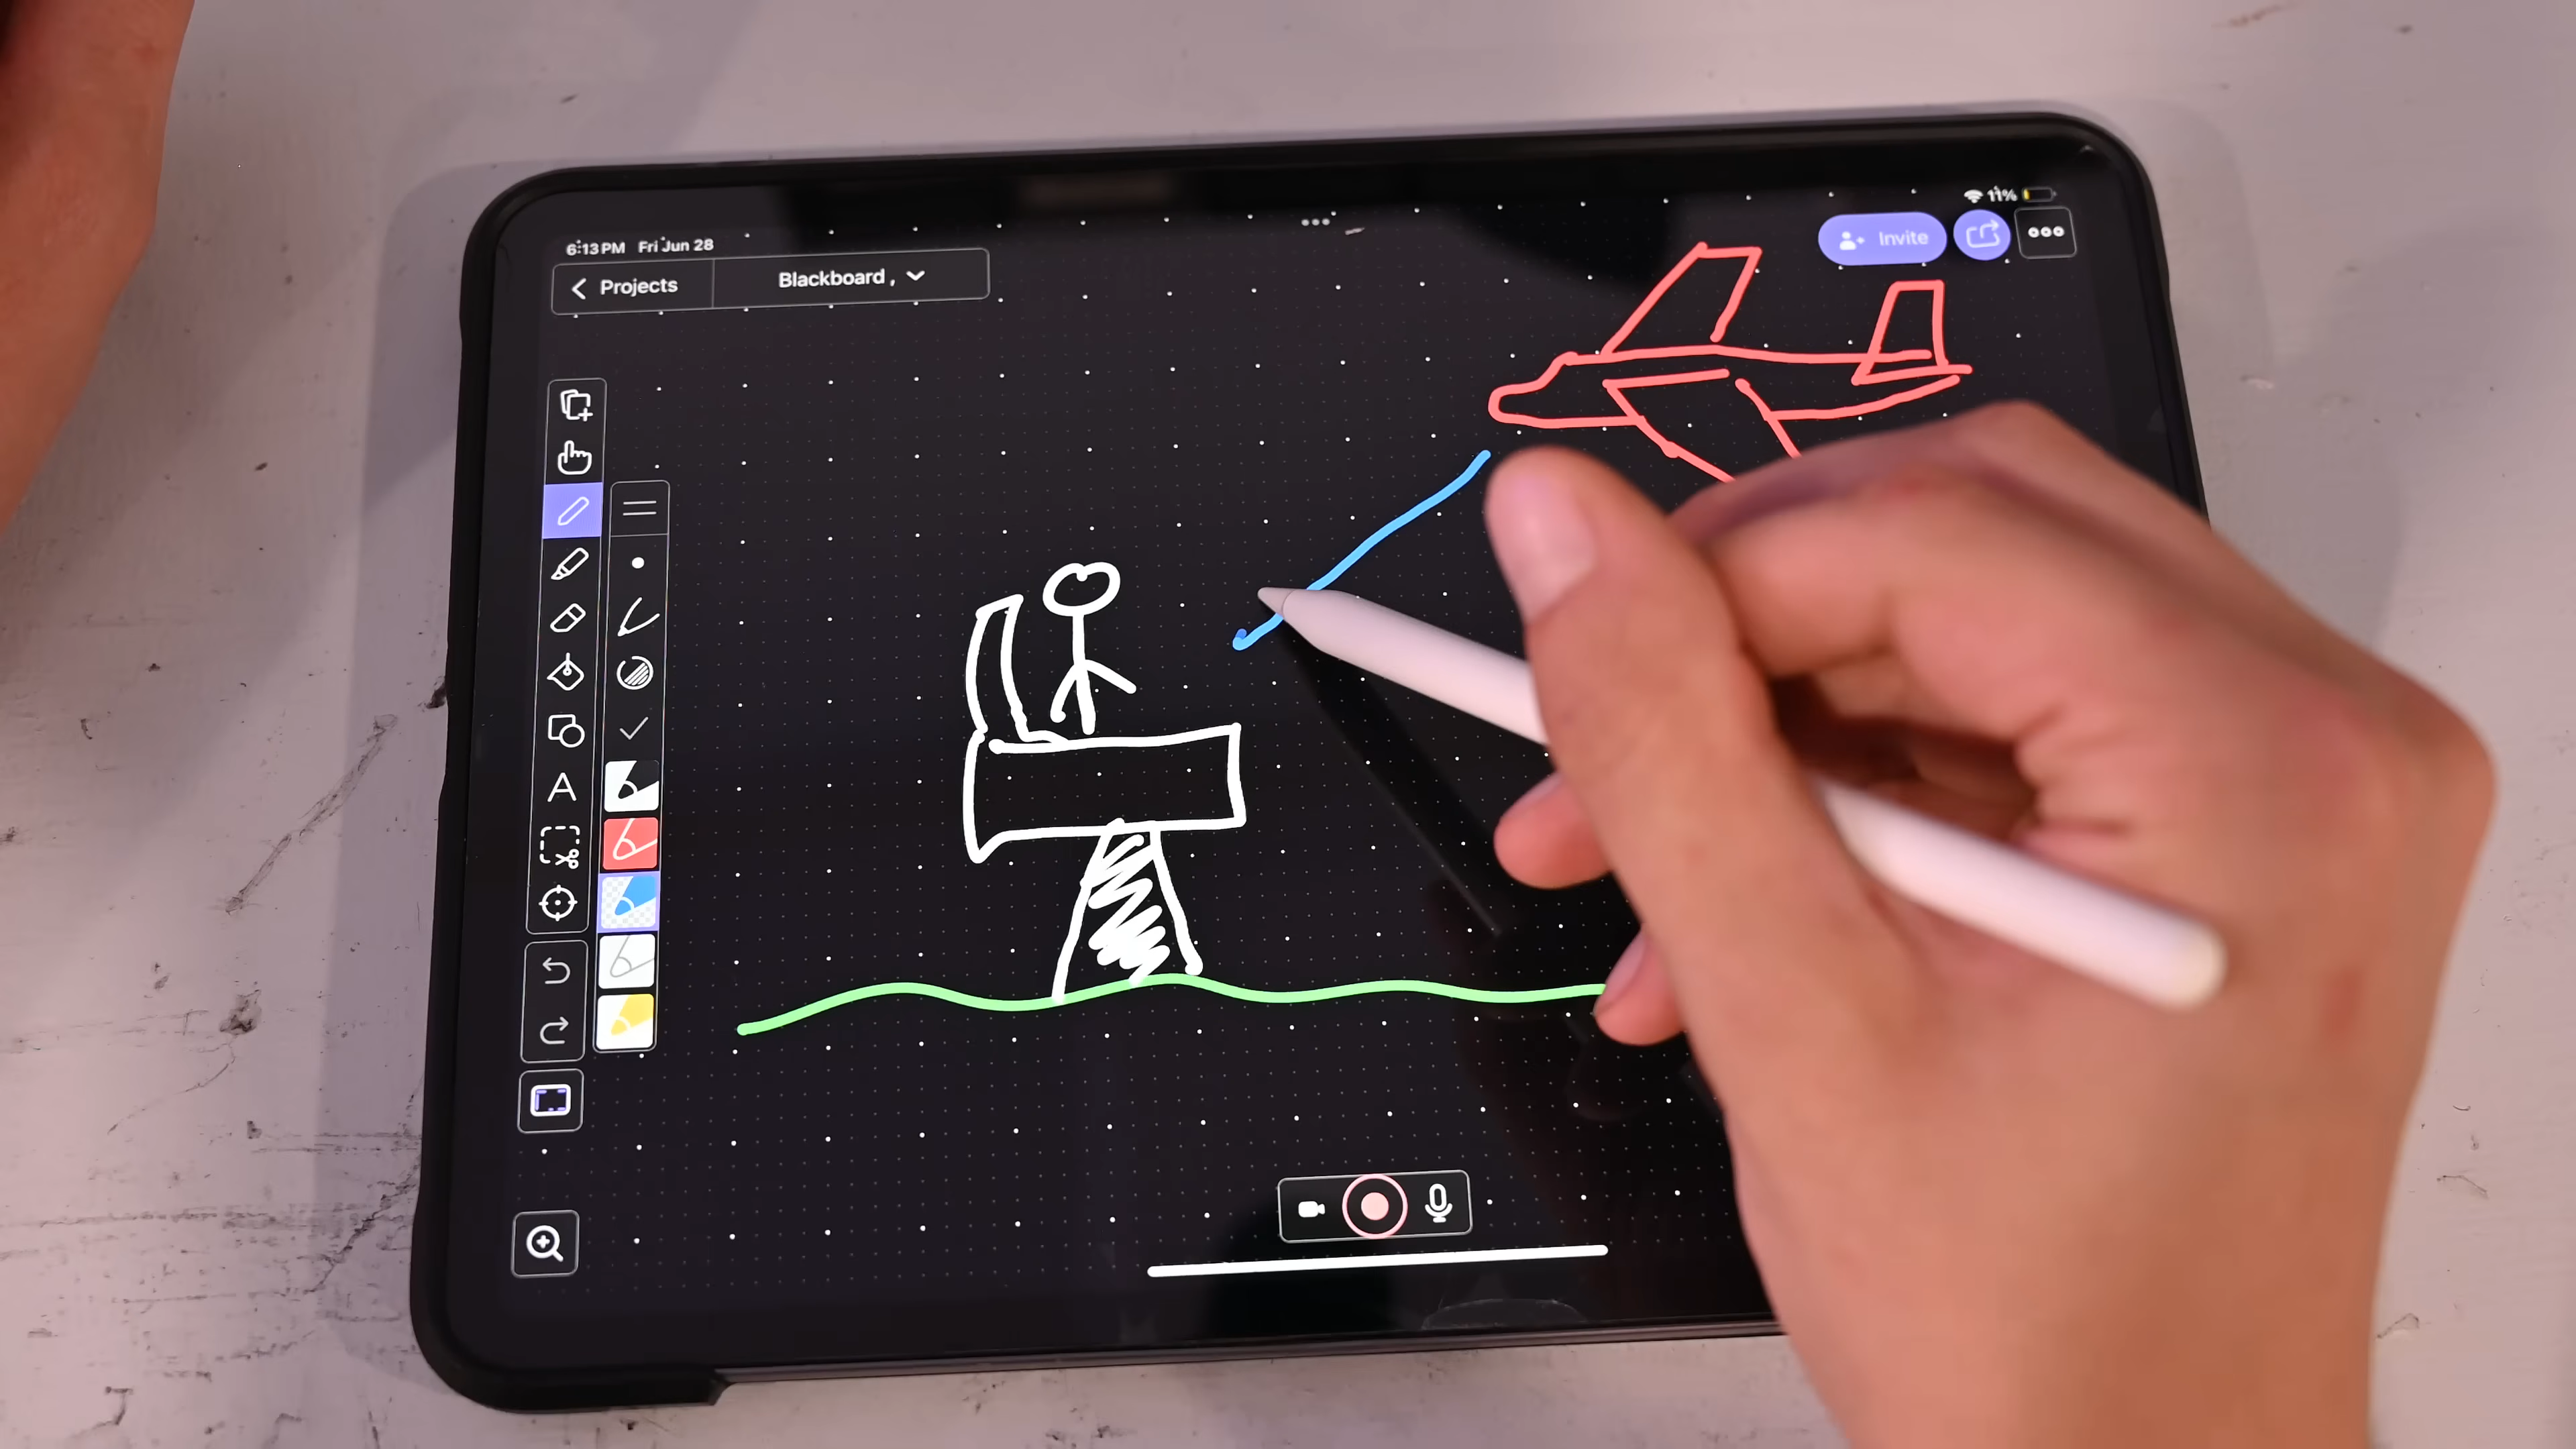 6:13 PM Fri Jun 28
11%
Projects
Blackboard ,
Invite
A